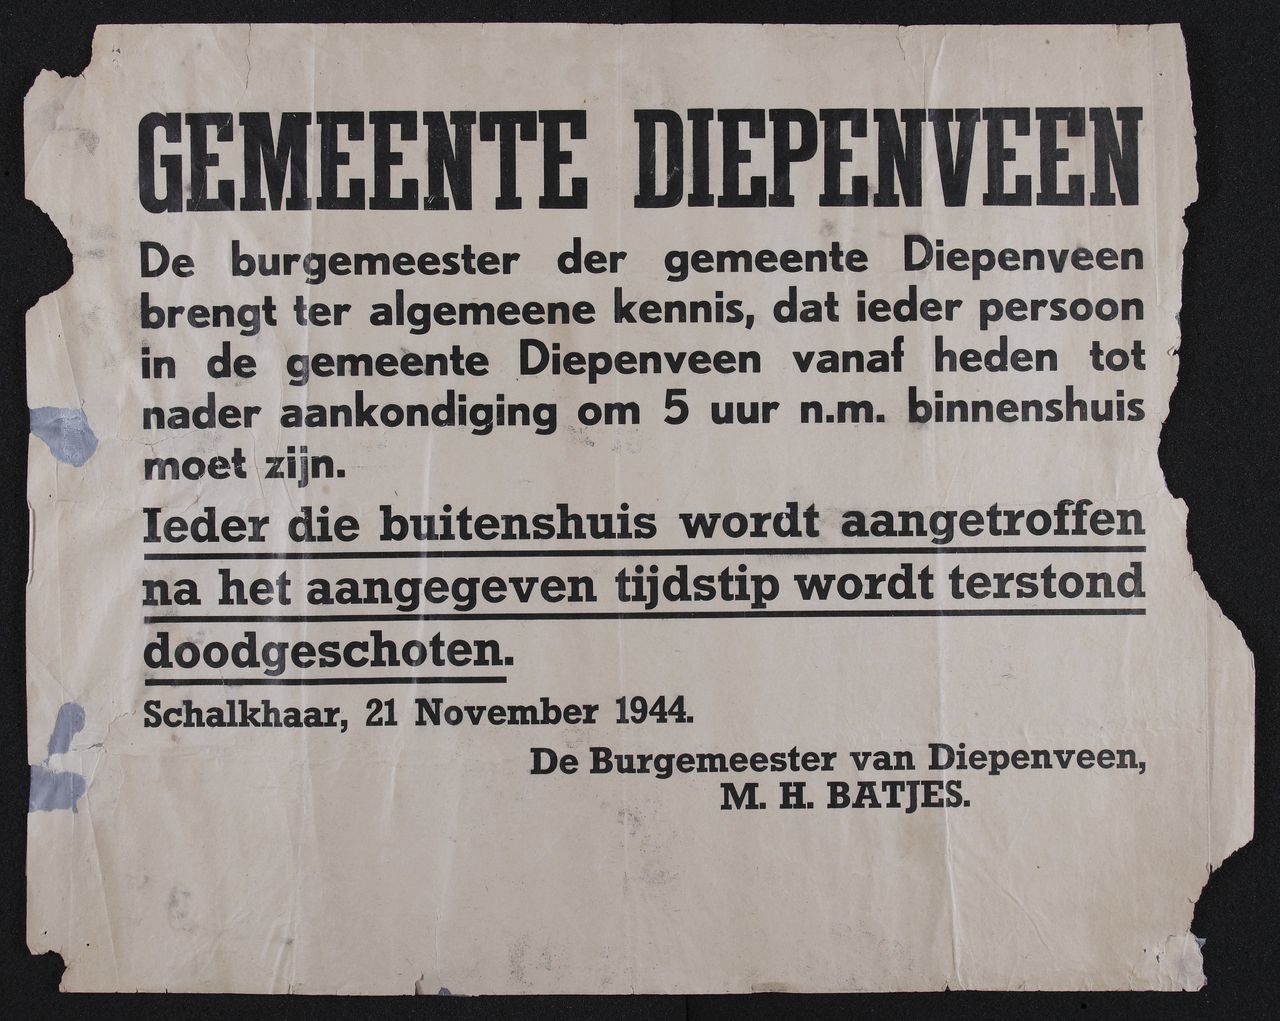 GEMEENTE DIEPENVEEN
De burgemeester der gemeente Diepenveen
brengt ter algemeene kennis, dat ieder persoon
in de gemeente Diepenveen vanaf heden tot
nader aankondiging om 5 uur n.m. binnenshuis
moet zijn.
Ieder die buitenshuis wordt aangetroffen
na het aangegeven tijdstip wordt terstond
doodgeschoten.
Schalkhaar, 21 November 1944.
De Burgemeester van Diepenveen,
M. H. BATJES.